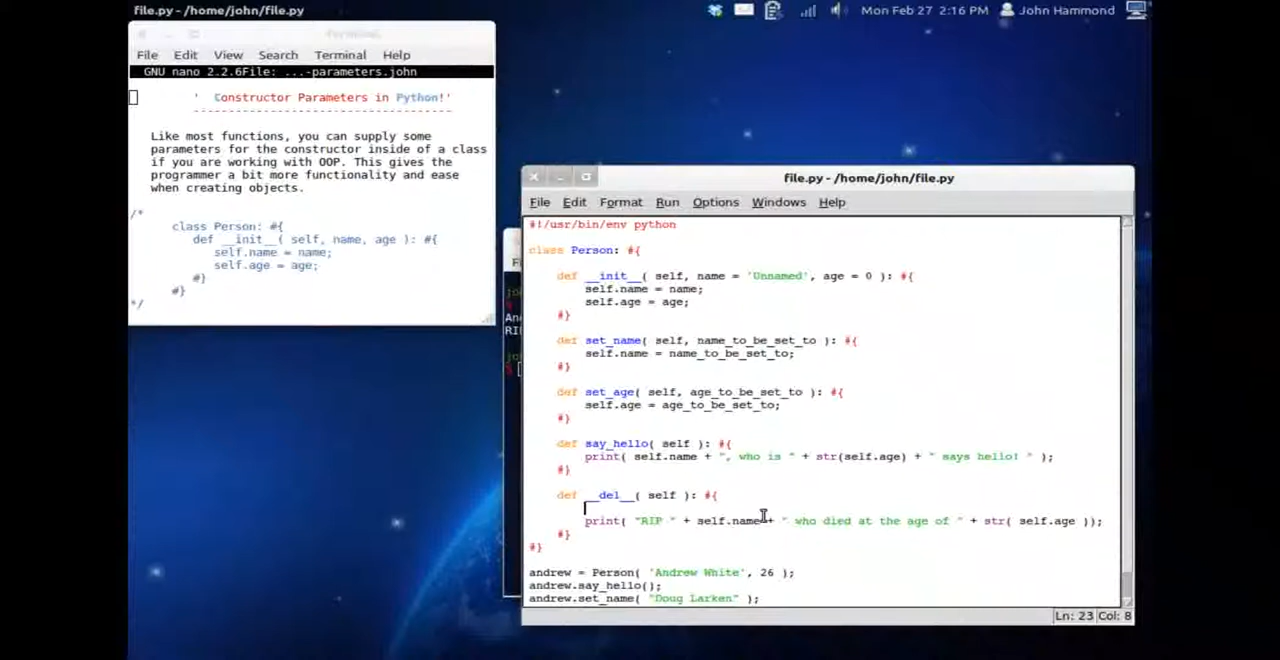 file.py - /home/john/file.py
Mon Feb 27 2:16 PM John Hammond
Terminal
File Edit View Search Terminal Help
GNU nano 2.2.6File: ...-parameters.john
' Constructor Parameters in Python!'
------------------------------------
Like most functions, you can supply some
parameters for the constructor inside of a class
if you are working with OOP. This gives the
programmer a bit more functionality and ease
when creating objects.
/*
class Person: #{
def __init__( self, name, age ): #{
self.name = name;
self.age = age;
#}
#}
*/
file.py - /home/john/file.py
File Edit Format Run Options Windows Help
#!/usr/bin/env python
class Person: #{
def __init__( self, name = 'Unnamed', age = 0 ): #{
self.name = name;
self.age = age;
#}
def set_name( self, name_to_be_set_to ): #{
self.name = name_to_be_set_to;
#}
def set_age( self, age_to_be_set_to ): #{
self.age = age_to_be_set_to;
#}
def say_hello( self ): #{
print( self.name + ", who is " + str(self.age) + " says hello! " );
#}
def __del__( self ): #{
print( "RIP " + self.name + " who died at the age of " + str( self.age ));
#}
#}
andrew = Person( 'Andrew White', 26 );
andrew.say_hello();
andrew.set_name( "Doug Larken" );
Ln: 23 Col: 8